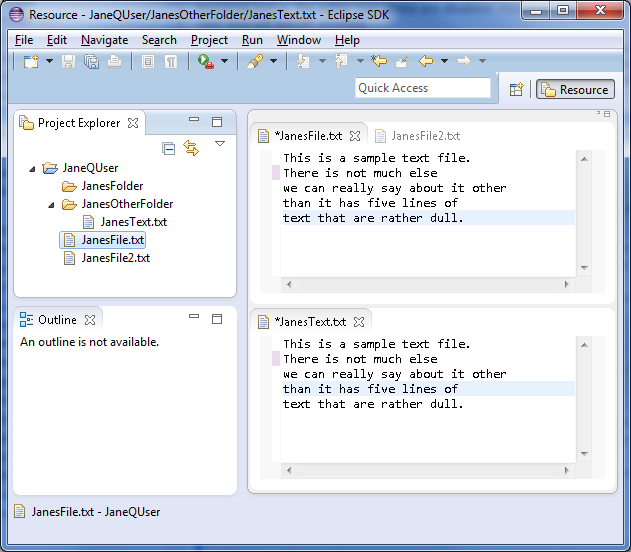 Resource - JaneQUser/JanesOtherFolder/JanesText.txt - Eclipse SDK
File Edit Navigate Search Project Run Window Help
Quick Access
Resource
Project Explorer
JaneQUser
JanesFolder
JanesOtherFolder
JanesText.txt
JanesFile.txt
JanesFile2.txt
Outline
An outline is not available.
*JanesFile.txt JanesFile2.txt
This is a sample text file.
There is not much else
we can really say about it other
than it has five lines of
text that are rather dull.
*JanesText.txt
This is a sample text file.
There is not much else
we can really say about it other
than it has five lines of
text that are rather dull.
JanesFile.txt - JaneQUser